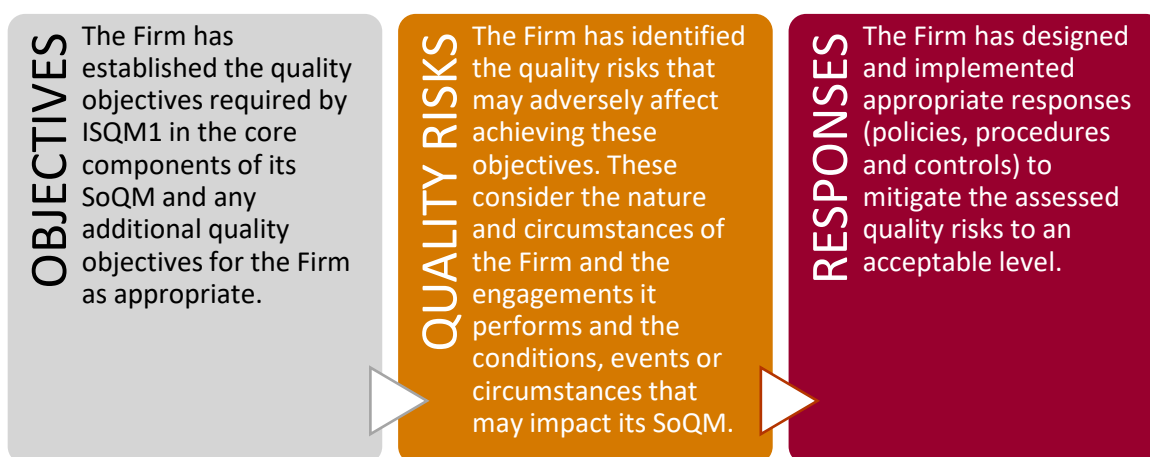 OBJECTIVES
The Firm has
established the quality
objectives required by
ISQM1 in the core
components of its
SoQM and any
additional quality
objectives for the Firm
as appropriate.
QUALITY RISKS
The Firm has identified
the quality risks that
may adversely affect
achieving these
objectives. These
consider the nature
and circumstances of
the Firm and the
engagements it
performs and the
conditions, events or
circumstances that
may impact its SoQM.
RESPONSES
The Firm has designed
and implemented
appropriate responses
(policies, procedures
and controls) to
mitigate the assessed
quality risks to an
acceptable level.